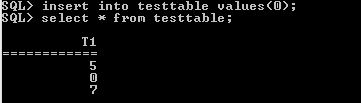 SQL> insert into testtable values(0);
SQL> select * from testtable;
T1
============
5
0
7